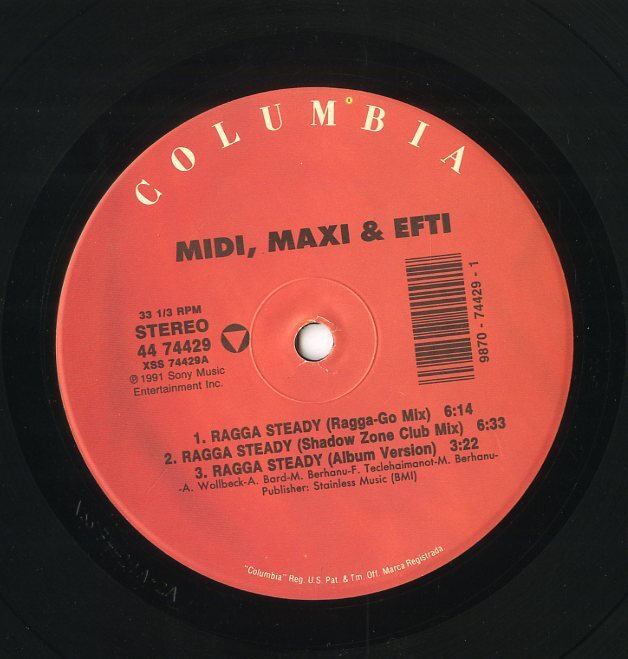 COLUMBIA
MIDI, MAXI & EFTI
33 1/3 RPM
STEREO
44 74429
XSS 74429A
℗ 1991 Sony Music
Entertainment Inc.
9870 - 74429 - 1
1. RAGGA STEADY (Ragga-Go Mix) 6:14
2. RAGGA STEADY (Shadow Zone Club Mix) 6:33
3. RAGGA STEADY (Album Version) 3:22
-A. Wollbeck-A. Bard-M. Berhanu-F. Teclehaimanot-M. Berhanu-
Publisher: Stainless Music (BMI)
"Columbia" Reg. U.S. Pat. & Tm. Off. Marca Registrada.